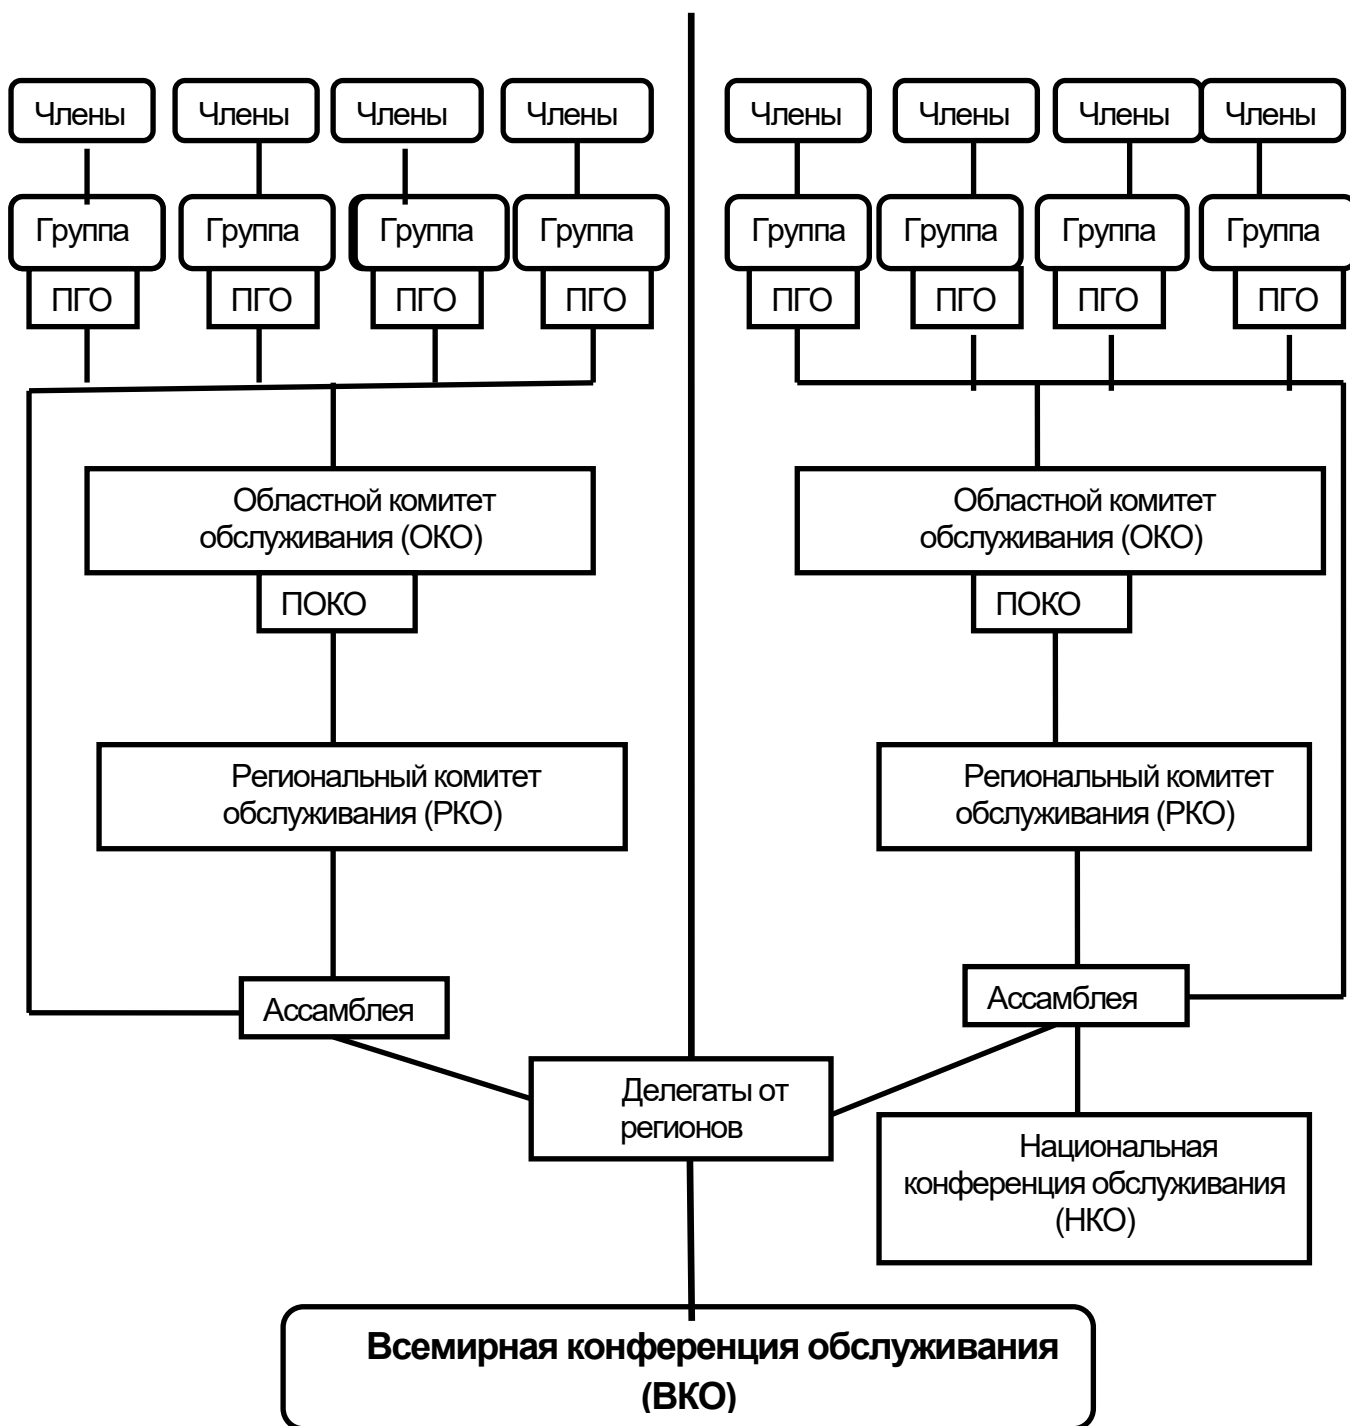 Члены
Члены
Члены
Члены
Члены
Члены
Члены
Члены
Группа
Группа
Группа
Группа
Группа
Группа
Группа
Группа
ПГО
ПГО
ПГО
ПГО
ПГО
ПГО
ПГО
ПГО
Областной комитет
обслуживания (ОКО)
Областной комитет
обслуживания (ОКО)
ПОКО
ПОКО
Региональный комитет
обслуживания (РКО)
Региональный комитет
обслуживания (РКО)
Ассамблея
Ассамблея
Делегаты от
регионов
Национальная
конференция обслуживания
(НКО)
Всемирная конференция обслуживания
(ВКО)